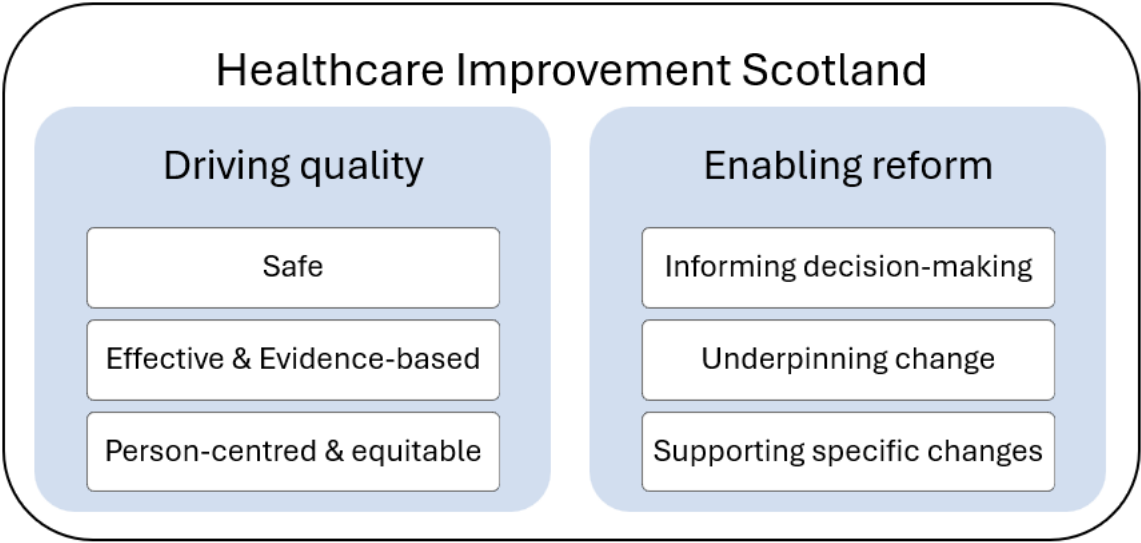 Healthcare Improvement Scotland
Driving quality
Safe
Effective & Evidence-based
Person-centred & equitable
Enabling reform
Informing decision-making
Underpinning change
Supporting specific changes